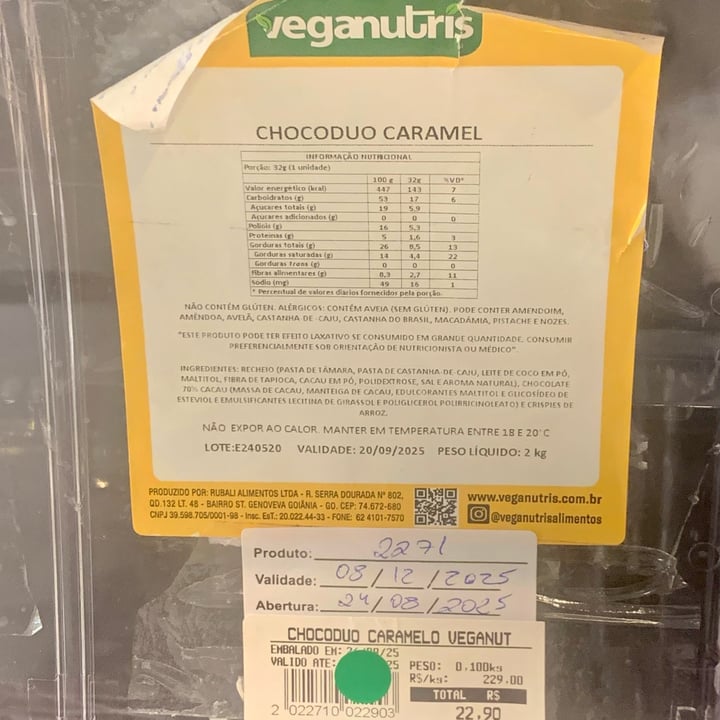 veganutris
CHOCODUO CARAMEL
INFORMAÇÃO NUTRICIONAL
Porção: 32g (1 unidade)
100 g 32g %VD*
Valor energético (kcal) 447 143 7
Carboidratos (g) 53 17 6
Açucares totais (g) 19 5,9
Açucares adicionados (g) 0 0 0
Poliois (g) 16 5,3
Proteinas (g) 5 1,6 3
Gorduras totais (g) 26 8,5 13
Gorduras saturadas (g) 14 4,4 22
Gorduras Trans (g) 0 0 0
Fibras alimentares (g) 8,3 2,7 11
Sodio (mg) 49 16 1
* Percentual de valores diarios fornecidos pela porção.
NÃO CONTÉM GLÚTEN. ALÉRGICOS: CONTÉM AVEIA (SEM GLÚTEN). PODE CONTER AMENDOIM,
AMÊNDOA, AVELÃ, CASTANHA-DE-CAJU, CASTANHA DO BRASIL, MACADÂMIA, PISTACHE E NOZES.
"ESTE PRODUTO PODE TER EFEITO LAXATIVO SE CONSUMIDO EM GRANDE QUANTIDADE. CONSUMIR
PREFERENCIALMENTE SOB ORIENTAÇÃO DE NUTRICIONISTA OU MÉDICO".
INGREDIENTES: RECHEIO (PASTA DE TÂMARA, PASTA DE CASTANHA-DE-CAJU, LEITE DE COCO EM PÓ,
MALTITOL, FIBRA DE TAPIOCA, CACAU EM PÓ, POLIDEXTROSE, SAL E AROMA NATURAL), CHOCOLATE
70% CACAU (MASSA DE CACAU, MANTEIGA DE CACAU, EDULCORANTES MALTITOL E GLICOSÍDEO DE
ESTEVIOL E EMULSIFICANTES LECITINA DE GIRASSOL E POLIGLICEROL POLIRRICINOLEATO) E CRISPIES DE
ARROZ.
NÃO EXPOR AO CALOR. MANTER EM TEMPERATURA ENTRE 18 E 20°C
LOTE:E240520 VALIDADE: 20/09/2025 PESO LÍQUIDO: 2 kg
PRODUZIDO POR: RUBALI ALIMENTOS LTDA - R. SERRA DOURADA Nº 802,
QD.132 LT. 48 - BAIRRO ST. GENOVEVA GOIÂNIA - GO. CEP: 74.672-680
CNPJ 39.598.705/0001-98 - Insc. EsT.: 20.022.44-33 - FONE: 62 4101-7570
www.veganutris.com.br
@veganutrisalimentos
Produto: 2271
Validade: 08/12/2025
Abertura: 24/08/2025
CHOCODUO CARAMELO VEGANUT
EMBALADO EM: /25
VALIDO ATE: 25
PESO: 0,100kg
R$/kg: 229,00
TOTAL R$
22,90
2 022710 022903